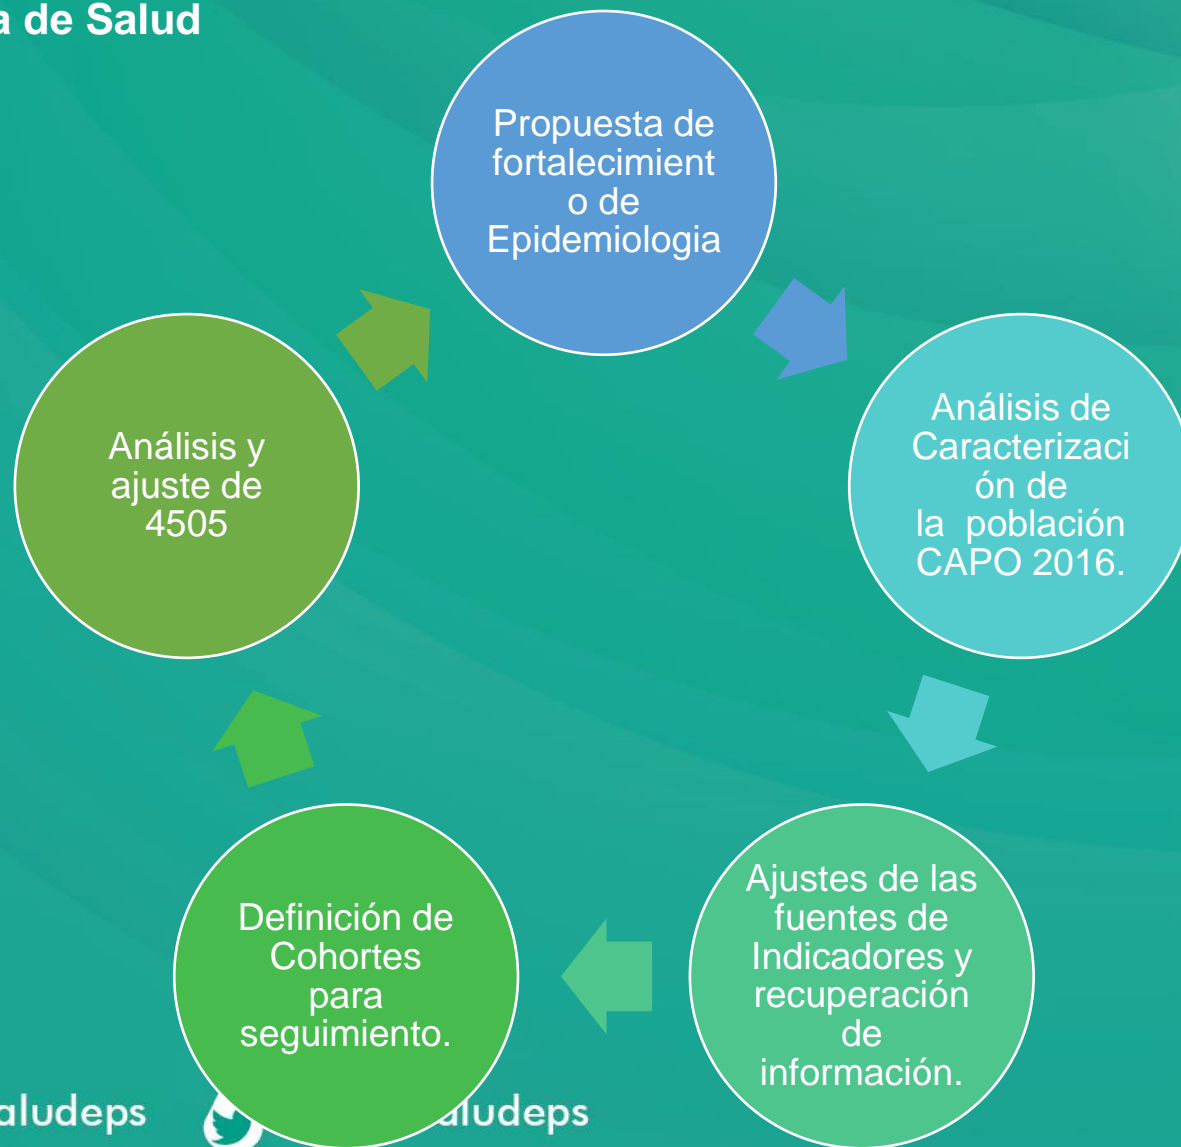 a de Salud
Propuesta de
fortalecimient
o de
Epidemiologia
Análisis de
Caracterizaci
ón de
la  población
CAPO 2016.
Ajustes de las
fuentes de
Indicadores y
recuperación
de
información.
Definición de
Cohortes
para
seguimiento.
Análisis y
ajuste de
4505
aludeps
aludeps